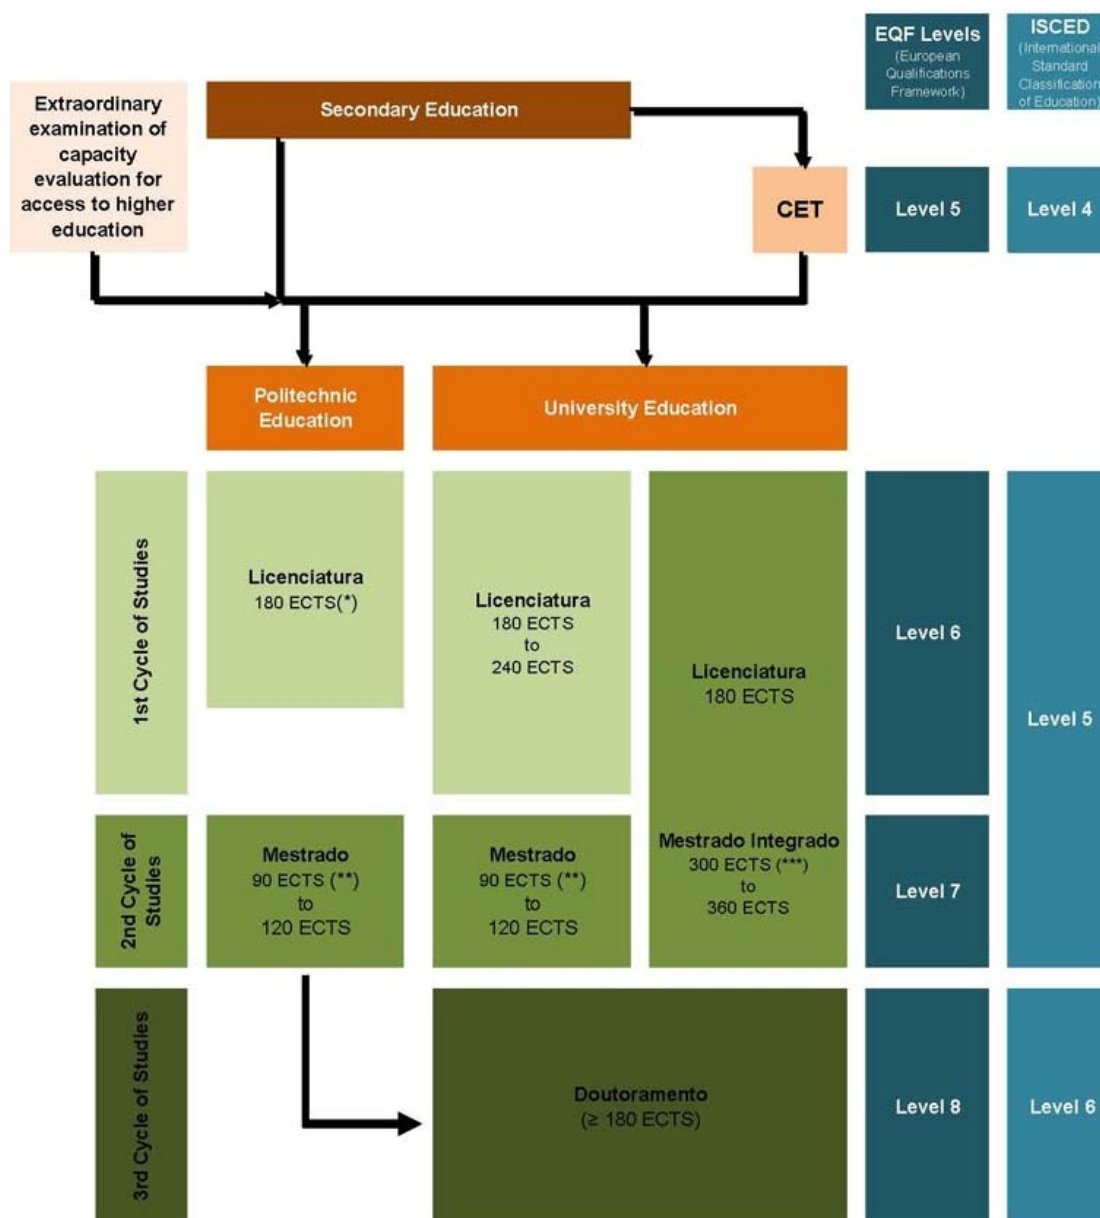 EQF Levels
(European
Qualifications
Framework)
ISCED
(International
Standard
Classification
of Education)
Extraordinary
examination of
capacity
evaluation for
access to higher
education
Secondary Education
CET
Level 5
Level 4
Politechnic
Education
University Education
1st Cycle of Studies
Licenciatura
180 ECTS(*)
Licenciatura
180 ECTS
to
240 ECTS
Licenciatura
180 ECTS
Level 6
Level 5
2nd Cycle of
Studies
Mestrado
90 ECTS (**)
to
120 ECTS
Mestrado
90 ECTS (**)
to
120 ECTS
Mestrado Integrado
300 ECTS (***)
to
360 ECTS
Level 7
3rd Cycle of Studies
Doutoramento
(≥ 180 ECTS)
Level 8
Level 6